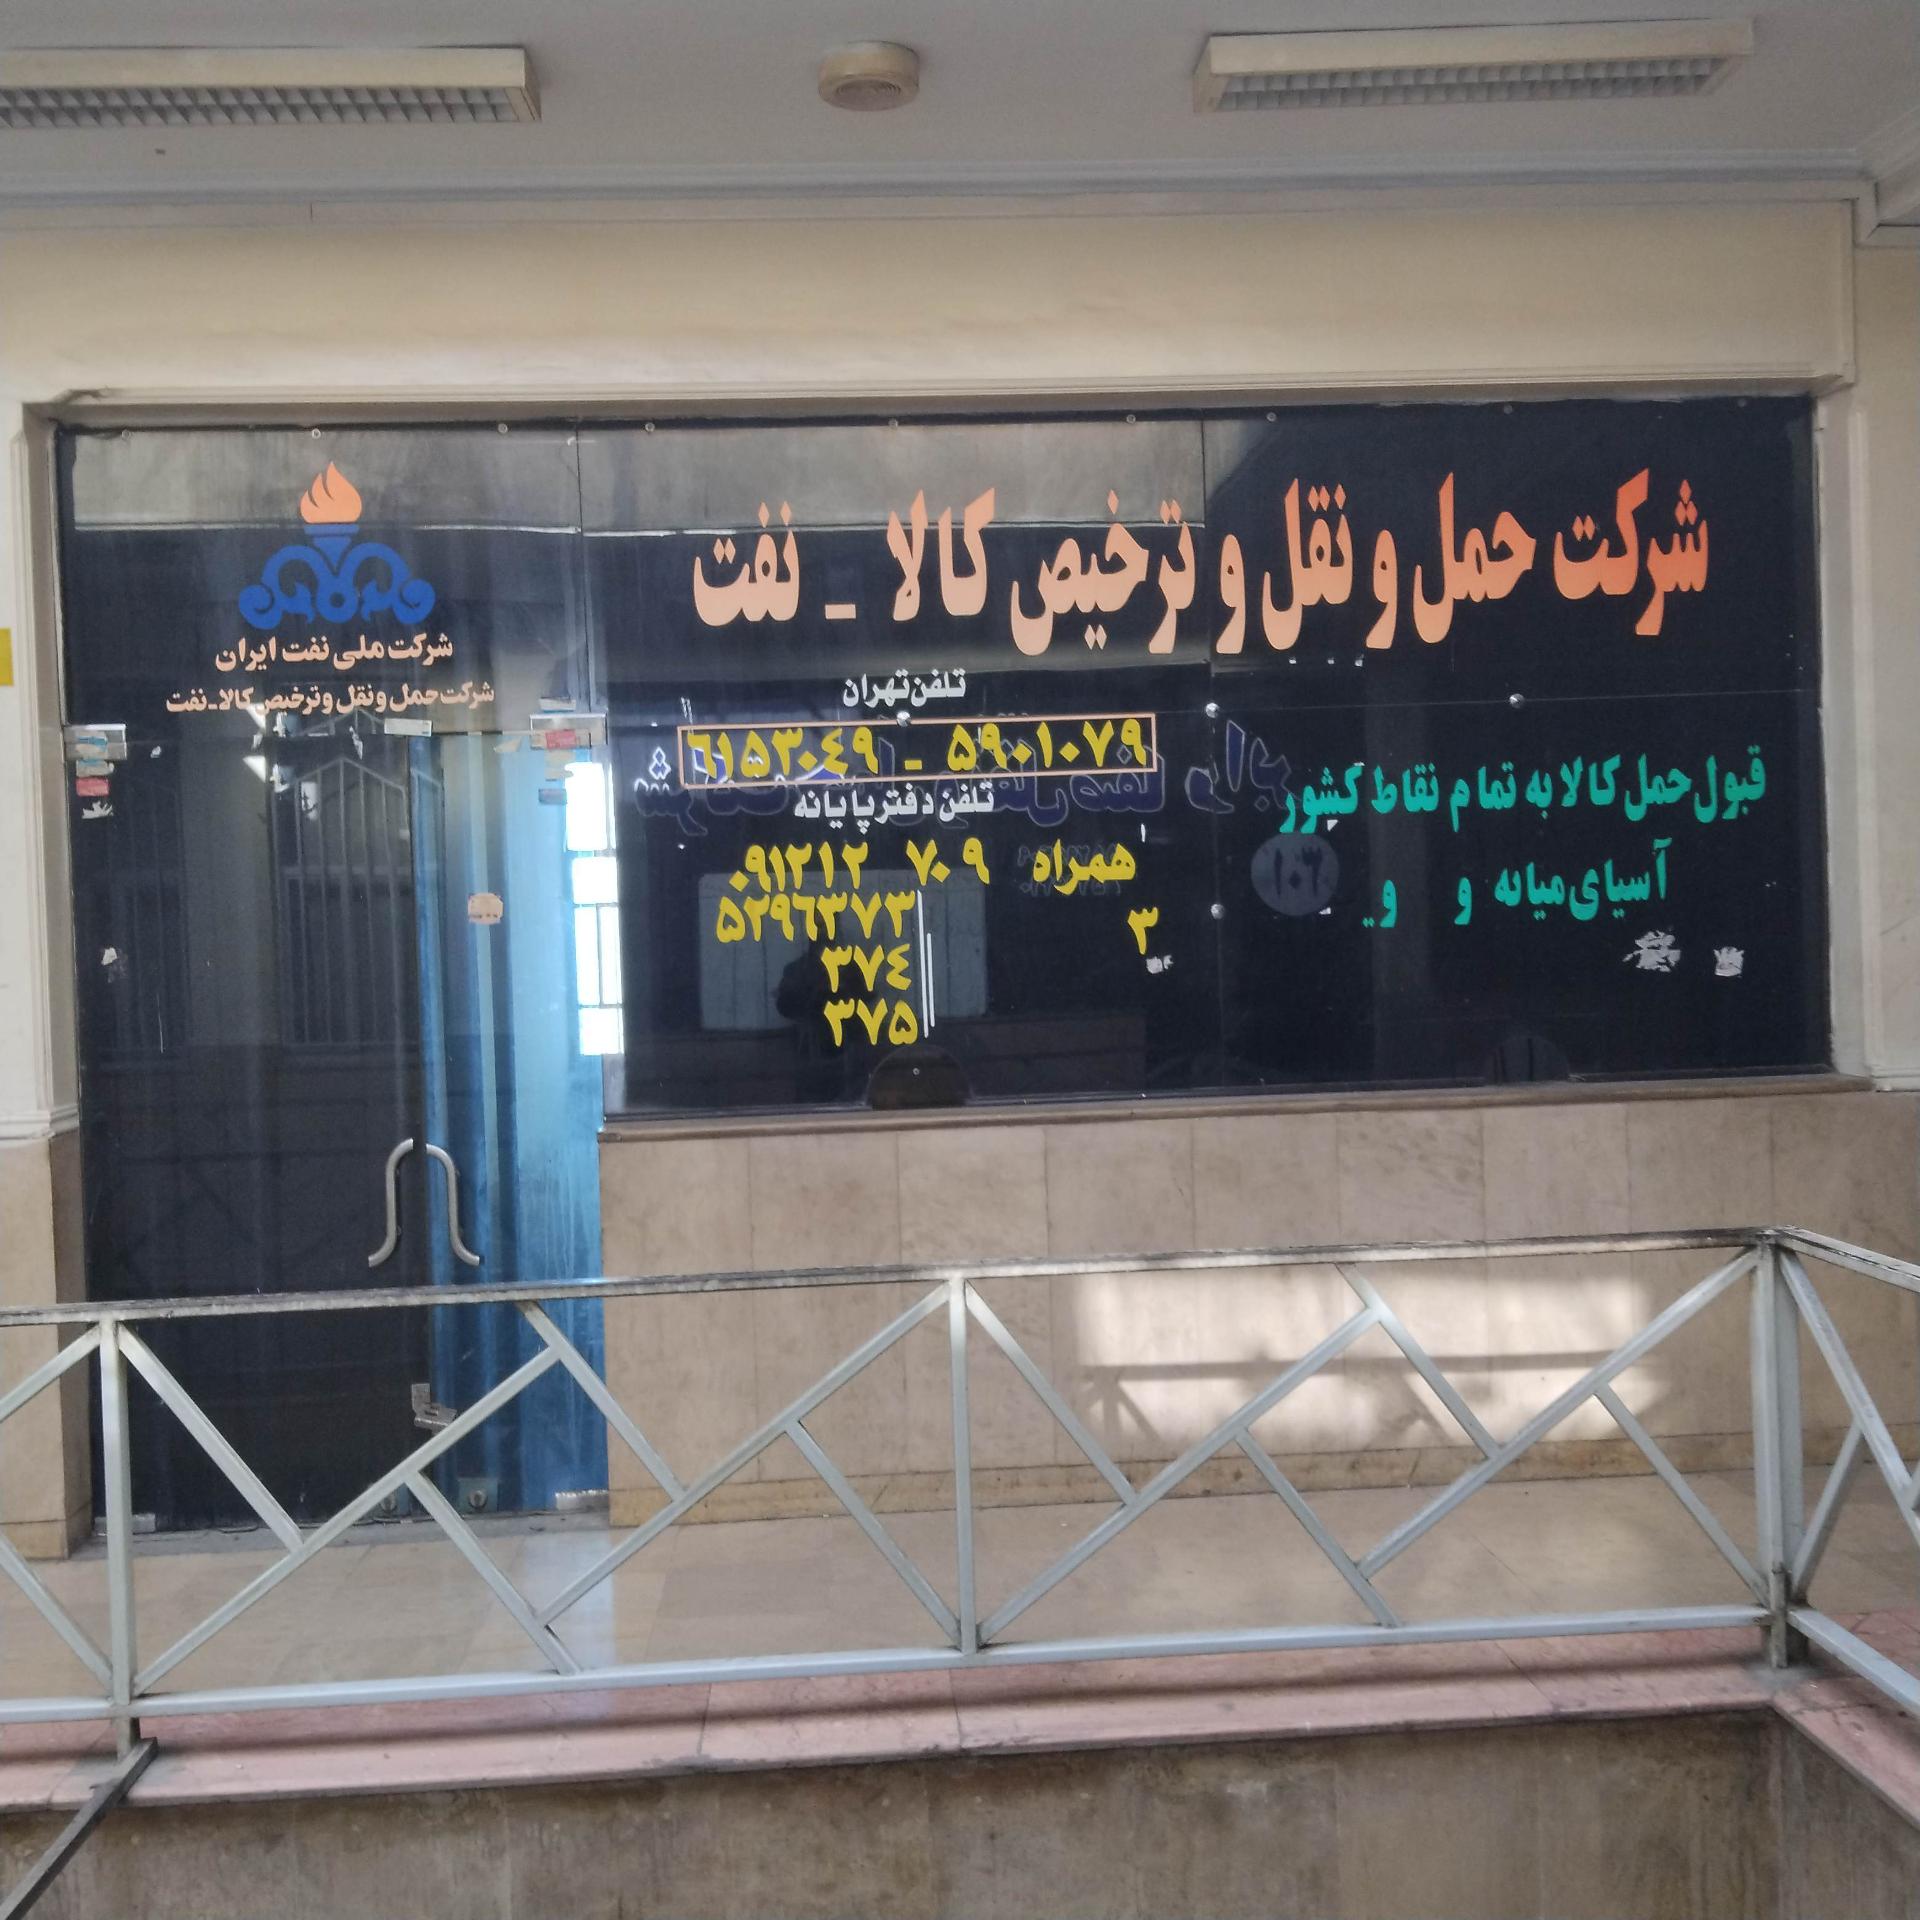 شرکت حمل و نقل و ترخیص کالا - نفت
شرکت ملی نفت ایران
شرکت حمل و نقل و ترخیص کالا - نفت
تلفن تهران
۶۱۵۳۰۴۹ - ۵۹۰۱۰۷۹
تلفن دفتر پایانه
همراه ۰۹۱۲۱۲ ۷۰۹
۳
۵۲۹۶۳۷۳
۳۷۴
۳۷۵
قبول حمل کالا به تمام نقاط کشور
آسیای میانه و و
۱۰۳